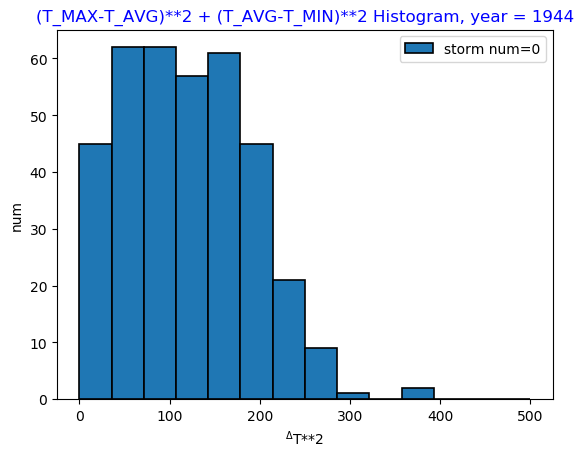 (T_MAX-T_AVG)**2 + (T_AVG-T_MIN)**2 Histogram, year = 1944
storm num=0
60
50
40
30
20
10
0
num
0 100 200 300 400 500
ΔT**2